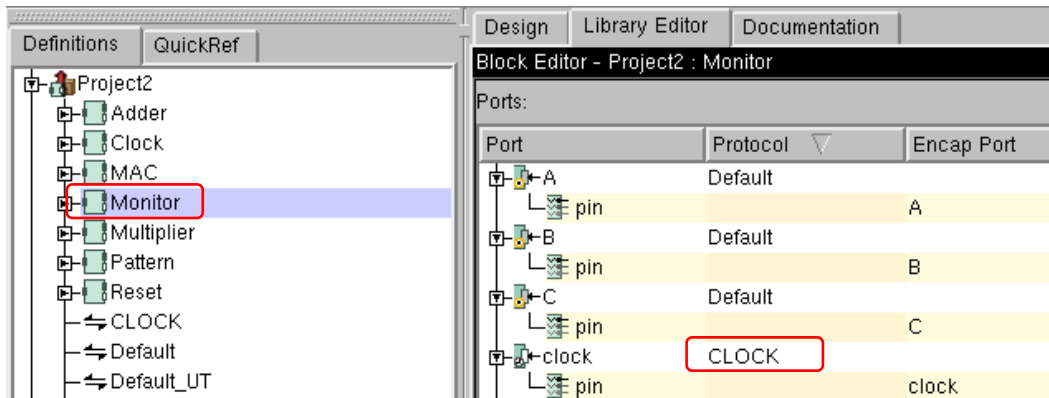 Definitions QuickRef
Project2
Adder
Clock
MAC
Monitor
Multiplier
Pattern
Reset
CLOCK
Default
Default_UT
Design Library Editor Documentation
Block Editor - Project2 : Monitor
Ports:
Port Protocol Encap Port
A Default
pin A
B Default
pin B
C Default
pin C
clock CLOCK
pin clock